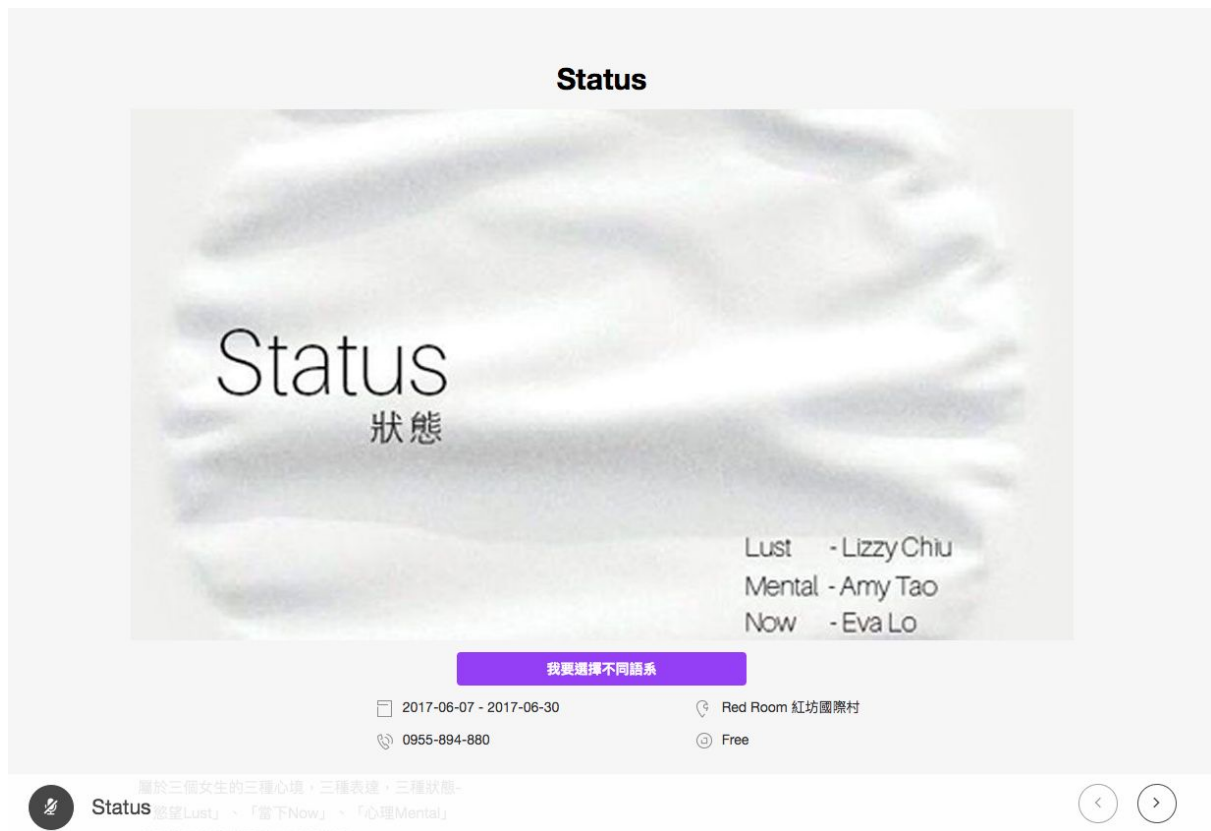 Status
Status
狀態
Lust - Lizzy Chiu
Mental - Amy Tao
Now - Eva Lo
我要選擇不同語系
2017-06-07 - 2017-06-30
Red Room 紅坊國際村
0955-894-880
Free
屬於三個女生的三種心境，三種表達，三種狀態-
Status
慾望Lust」、「當下Now」、「心理Mental」